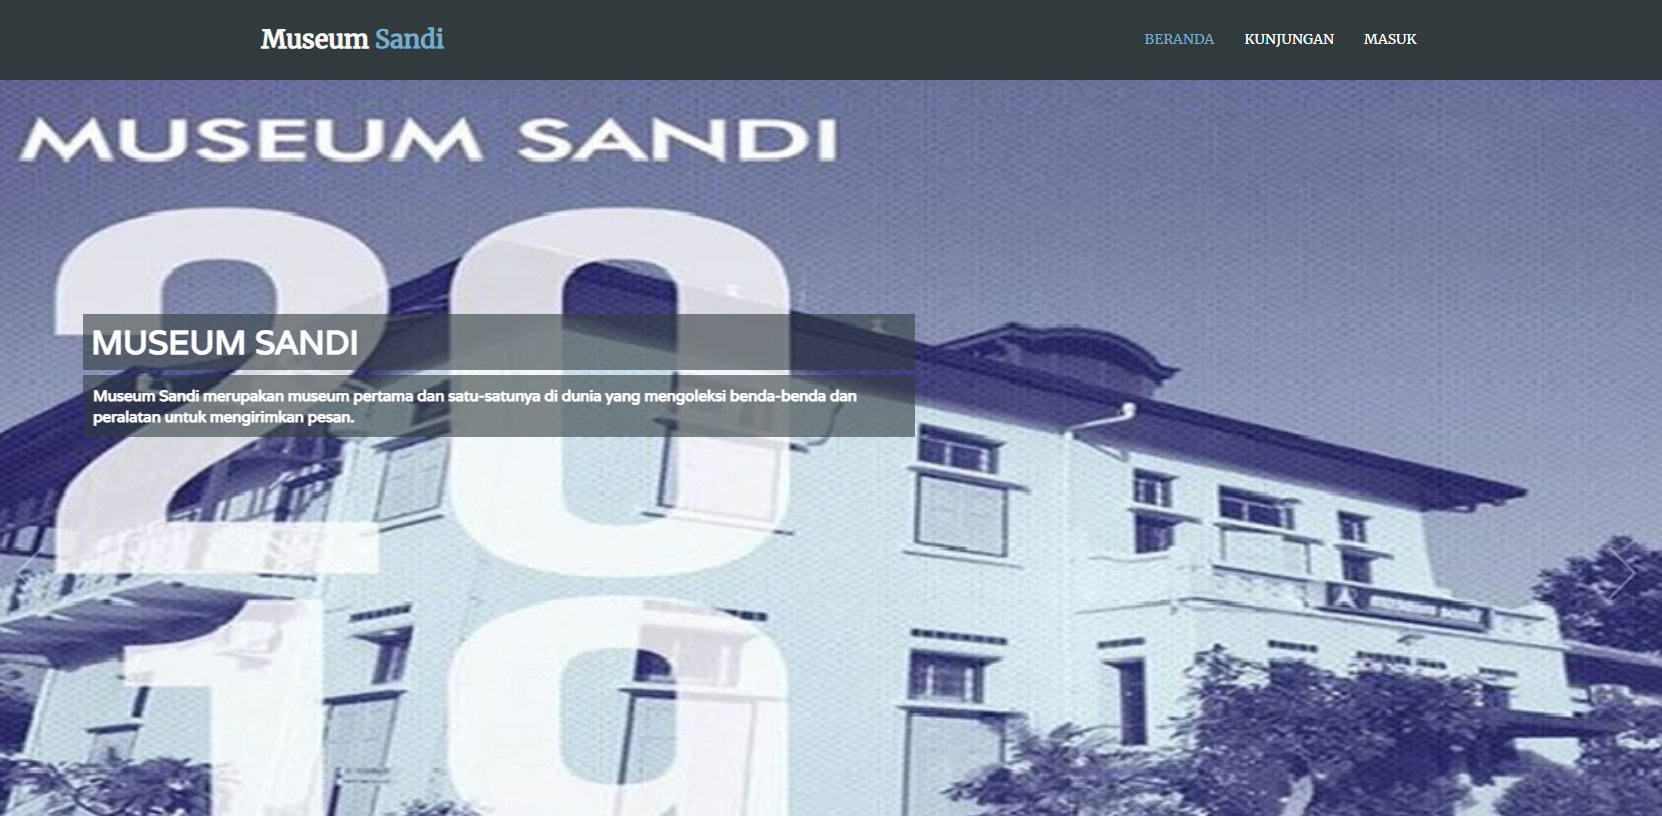 Museum Sandi
BERANDA KUNJUNGAN MASUK
MUSEUM SANDI
20
19
MUSEUM SANDI
Museum Sandi merupakan museum pertama dan satu-satunya di dunia yang mengoleksi benda-benda dan
peralatan untuk mengirimkan pesan.